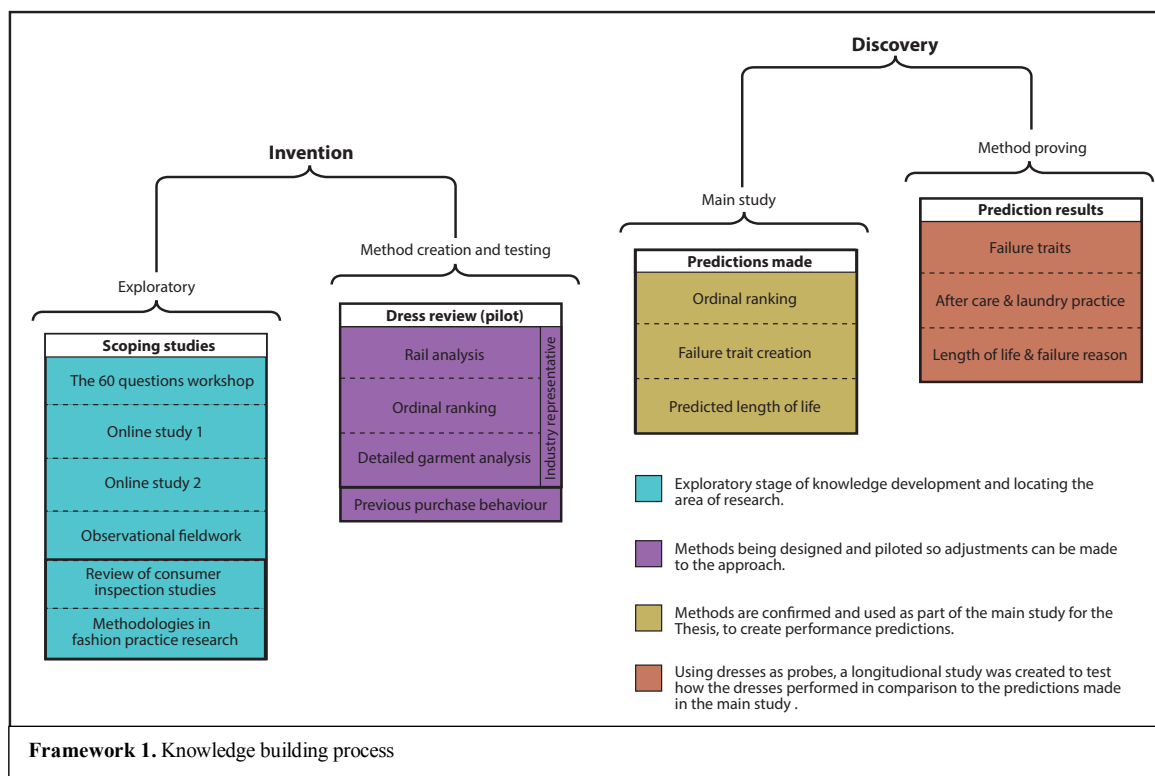 Discovery
Invention
Method proving
Main study
Method creation and testing
Exploratory
Prediction results
Failure traits
After care & laundry practice
Length of life & failure reason
Predictions made
Ordinal ranking
Failure trait creation
Predicted length of life
Dress review (pilot)
Rail analysis
Ordinal ranking
Detailed garment analysis
Industry representative
Previous purchase behaviour
Scoping studies
The 60 questions workshop
Online study 1
Online study 2
Observational fieldwork
Review of consumer
inspection studies
Methodologies in
fashion practice research
Exploratory stage of knowledge development and locating the
area of research.
Methods being designed and piloted so adjustments can be made
to the approach.
Methods are confirmed and used as part of the main study for the
Thesis, to create performance predictions.
Using dresses as probes, a longitudional study was created to test
how the dresses performed in comparison to the predictions made
in the main study .
Framework 1. Knowledge building process